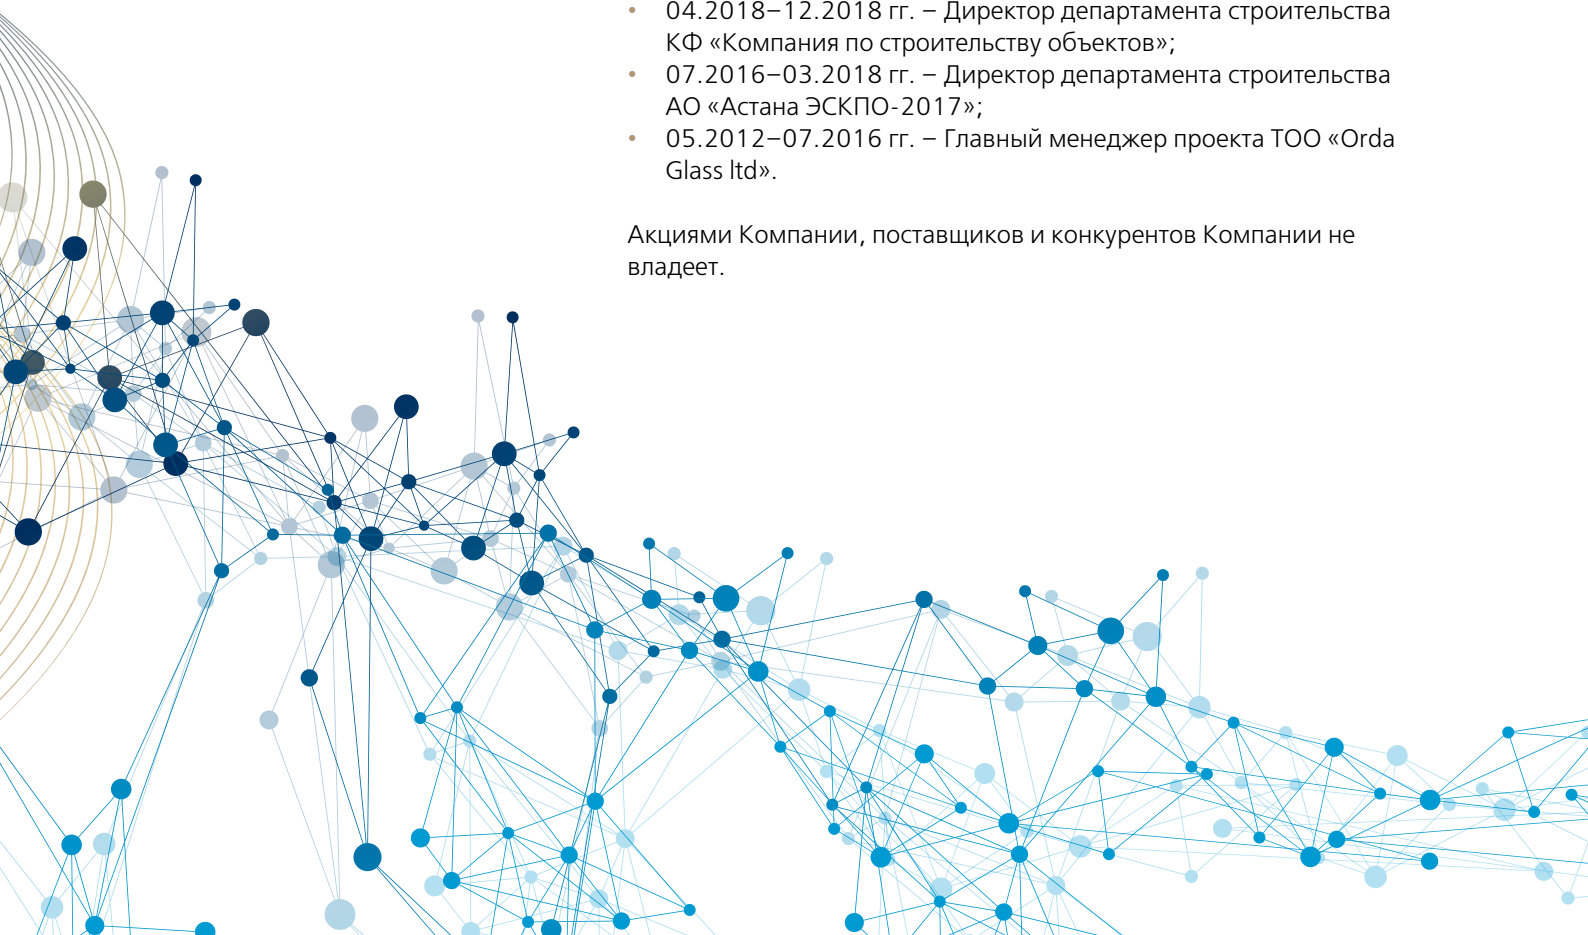 • 04.2018–12.2018 гг. – Директор департамента строительства
КФ «Компания по строительству объектов»;
• 07.2016–03.2018 гг. – Директор департамента строительства
АО «Астана ЭСКПО-2017»;
• 05.2012–07.2016 гг. – Главный менеджер проекта ТОО «Orda
Glass ltd».
Акциями Компании, поставщиков и конкурентов Компании не
владеет.